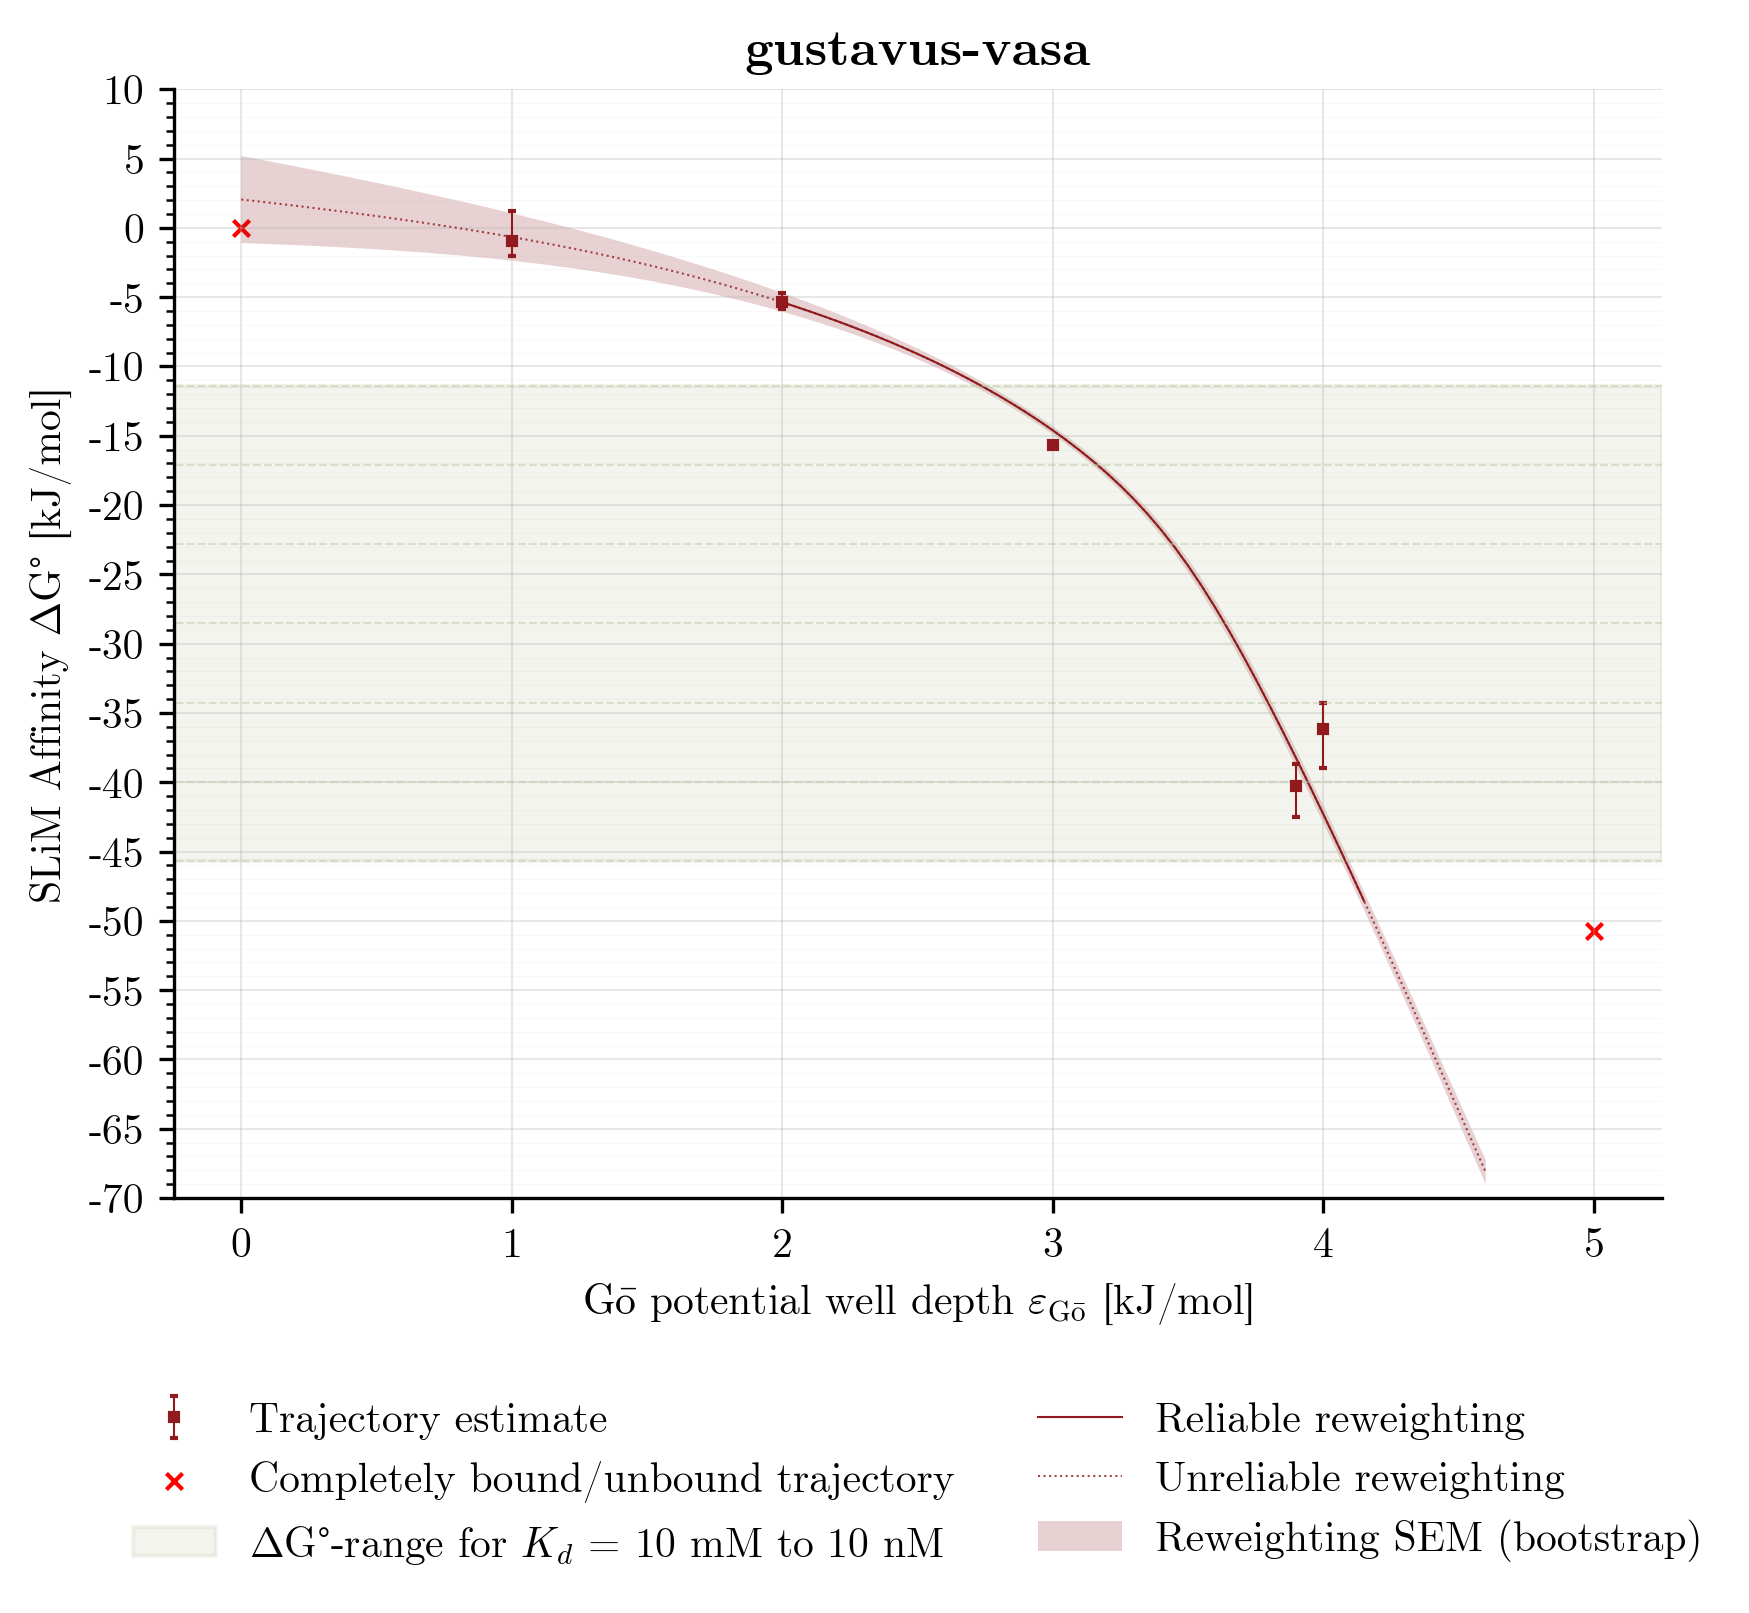 gustavus-vasa
10
5
0
-5
-10
-15
-20
-25
-30
-35
-40
-45
-50
-55
-60
-65
-70
SLiM Affinity ΔG° [kJ/mol]
0 1 2 3 4 5
Gō potential well depth ε_Gō [kJ/mol]
Trajectory estimate
Completely bound/unbound trajectory
ΔG°-range for K_d = 10 mM to 10 nM
Reliable reweighting
Unreliable reweighting
Reweighting SEM (bootstrap)